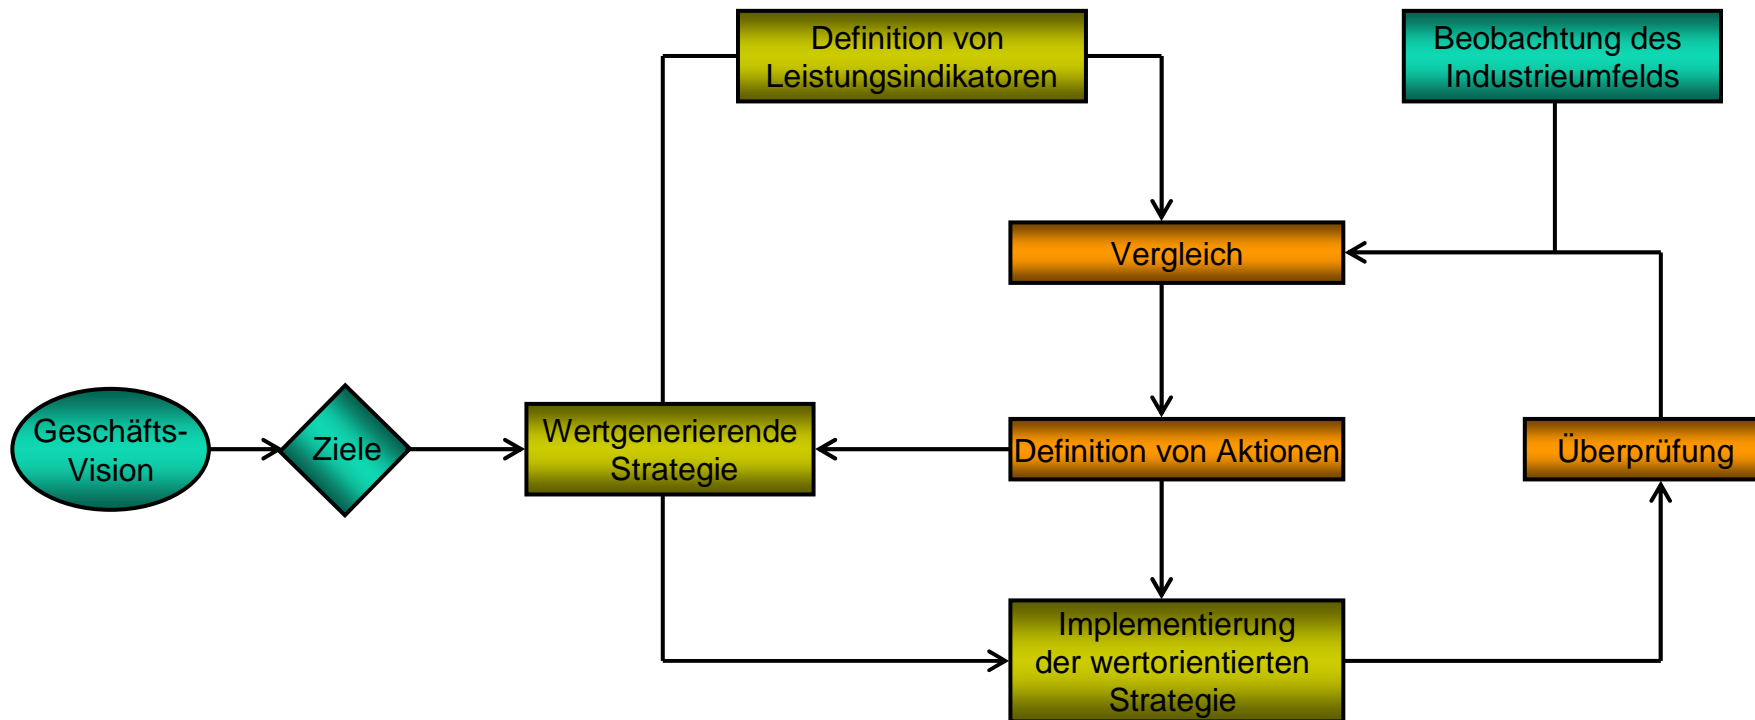 Definition von
Leistungsindikatoren
Beobachtung des
Industrieumfelds
Vergleich
Geschäfts-
Vision
Ziele
Wertgenerierende
Strategie
Definition von Aktionen
Überprüfung
Implementierung
der wertorientierten
Strategie